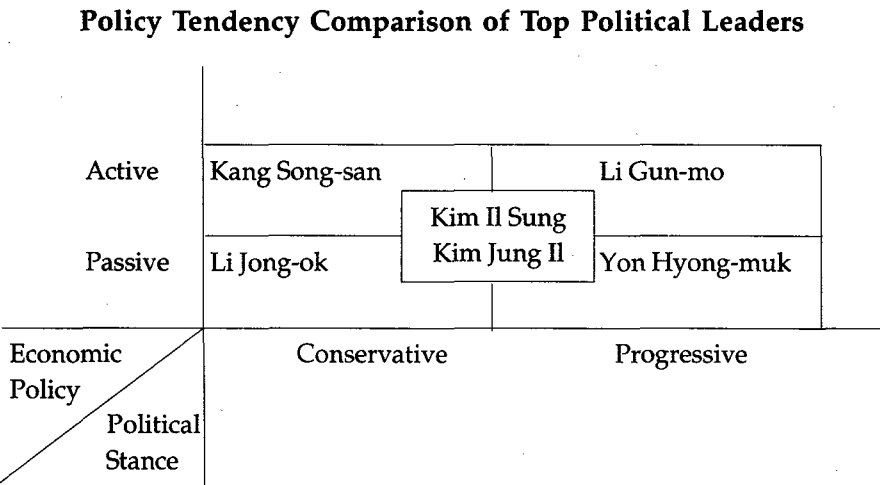 Policy Tendency Comparison of Top Political Leaders
Active
Kang Song-san
Li Gun-mo
Kim Il Sung
Kim Jung Il
Passive
Li Jong-ok
Yon Hyong-muk
Economic
Policy
Conservative
Progressive
Political
Stance